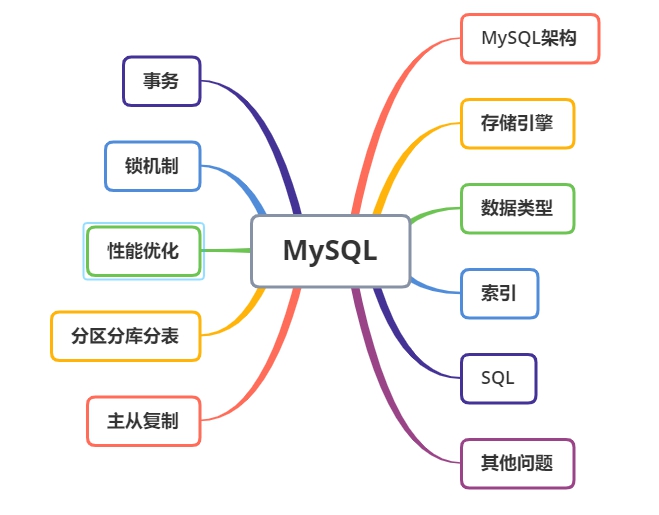 MySQL
MySQL架构
存储引擎
数据类型
索引
SQL
其他问题
事务
锁机制
性能优化
分区分库分表
主从复制